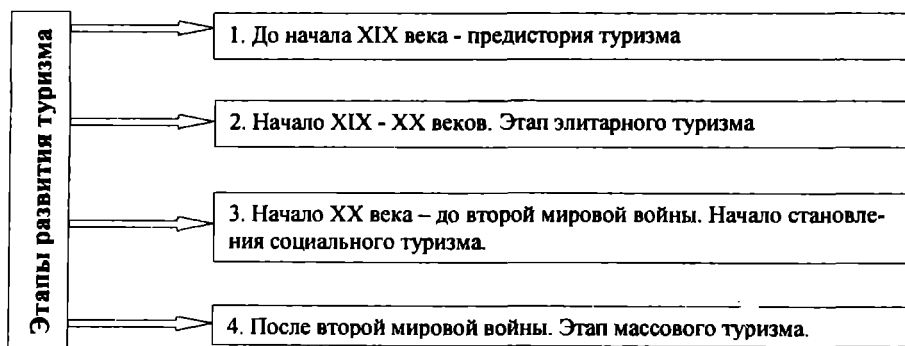 Этапы развития туризма
1. До начала XIX века - предистория туризма
2. Начало XIX - XX веков. Этап элитарного туризма
3. Начало XX века – до второй мировой войны. Начало становле-
ния социального туризма.
4. После второй мировой войны. Этап массового туризма.